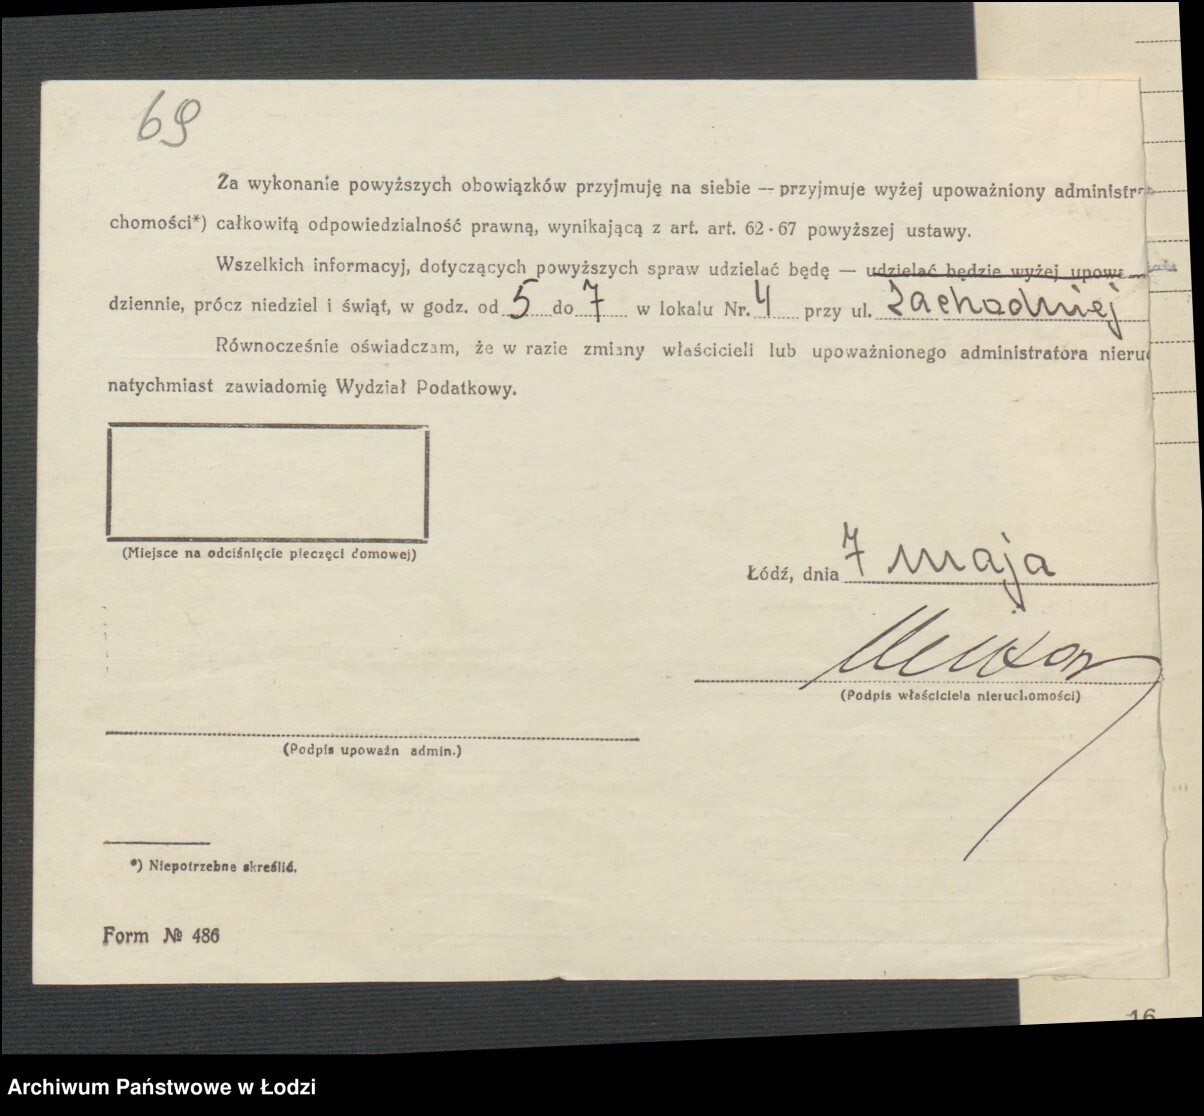 69
Za wykonanie powyższych obowiązków przyjmuję na siebie — przyjmuje wyżej upoważniony administra
chomości*) całkowitą odpowiedzialność prawną, wynikającą z art. art. 62-67 powyższej ustawy.
Wszelkich informacyj, dotyczących powyższych spraw udzielać będę — udzielać będzie wyżej upowa
dziennie, prócz niedziel i świąt, w godz. od 5 do 7 w lokalu Nr. 4 przy ul. Zachodniej
Równocześnie oświadczam, że w razie zmiany właścicieli lub upoważnionego administratora nieruc
natychmiast zawiadomię Wydział Podatkowy.
(Miejsce na odciśnięcie pieczęci domowej)
Łódź, dnia 7 maja
(Podpis właściciela nieruchomości)
(Podpis upoważn admin.)
*) Niepotrzebne skreślić.
Form № 486
16
Archiwum Państwowe w Łodzi